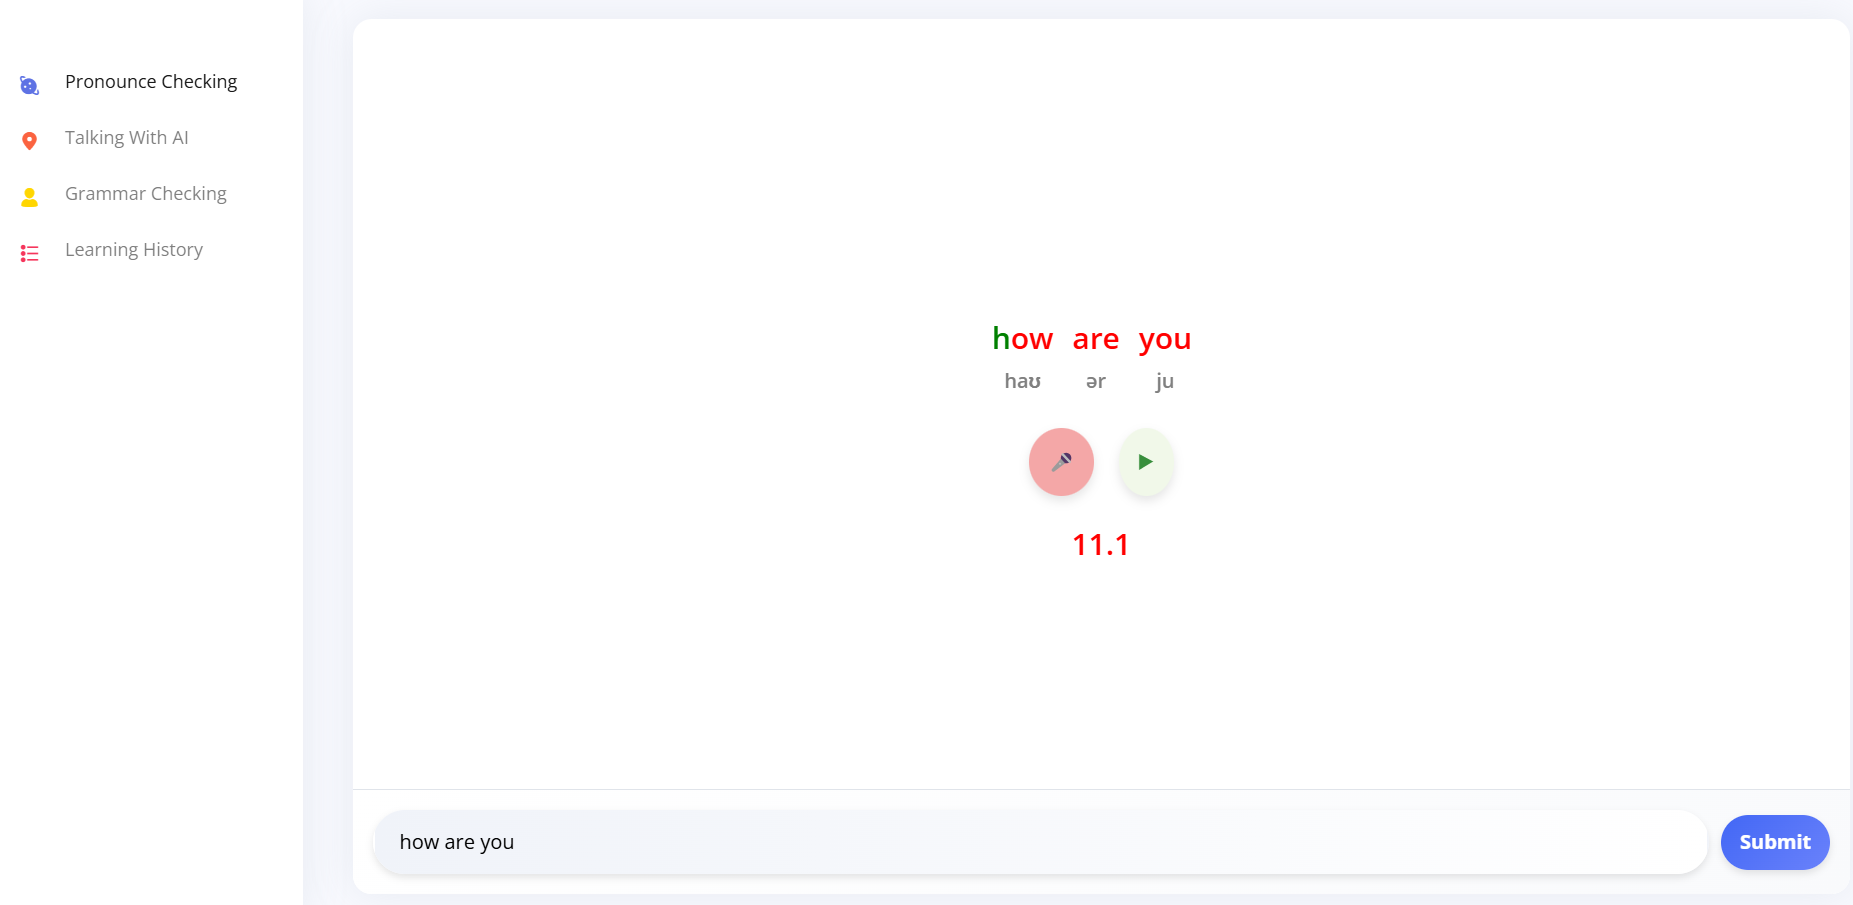 Pronounce Checking
Talking With AI
Grammar Checking
Learning History
how are you
haʊ ər ju
11.1
how are you
Submit